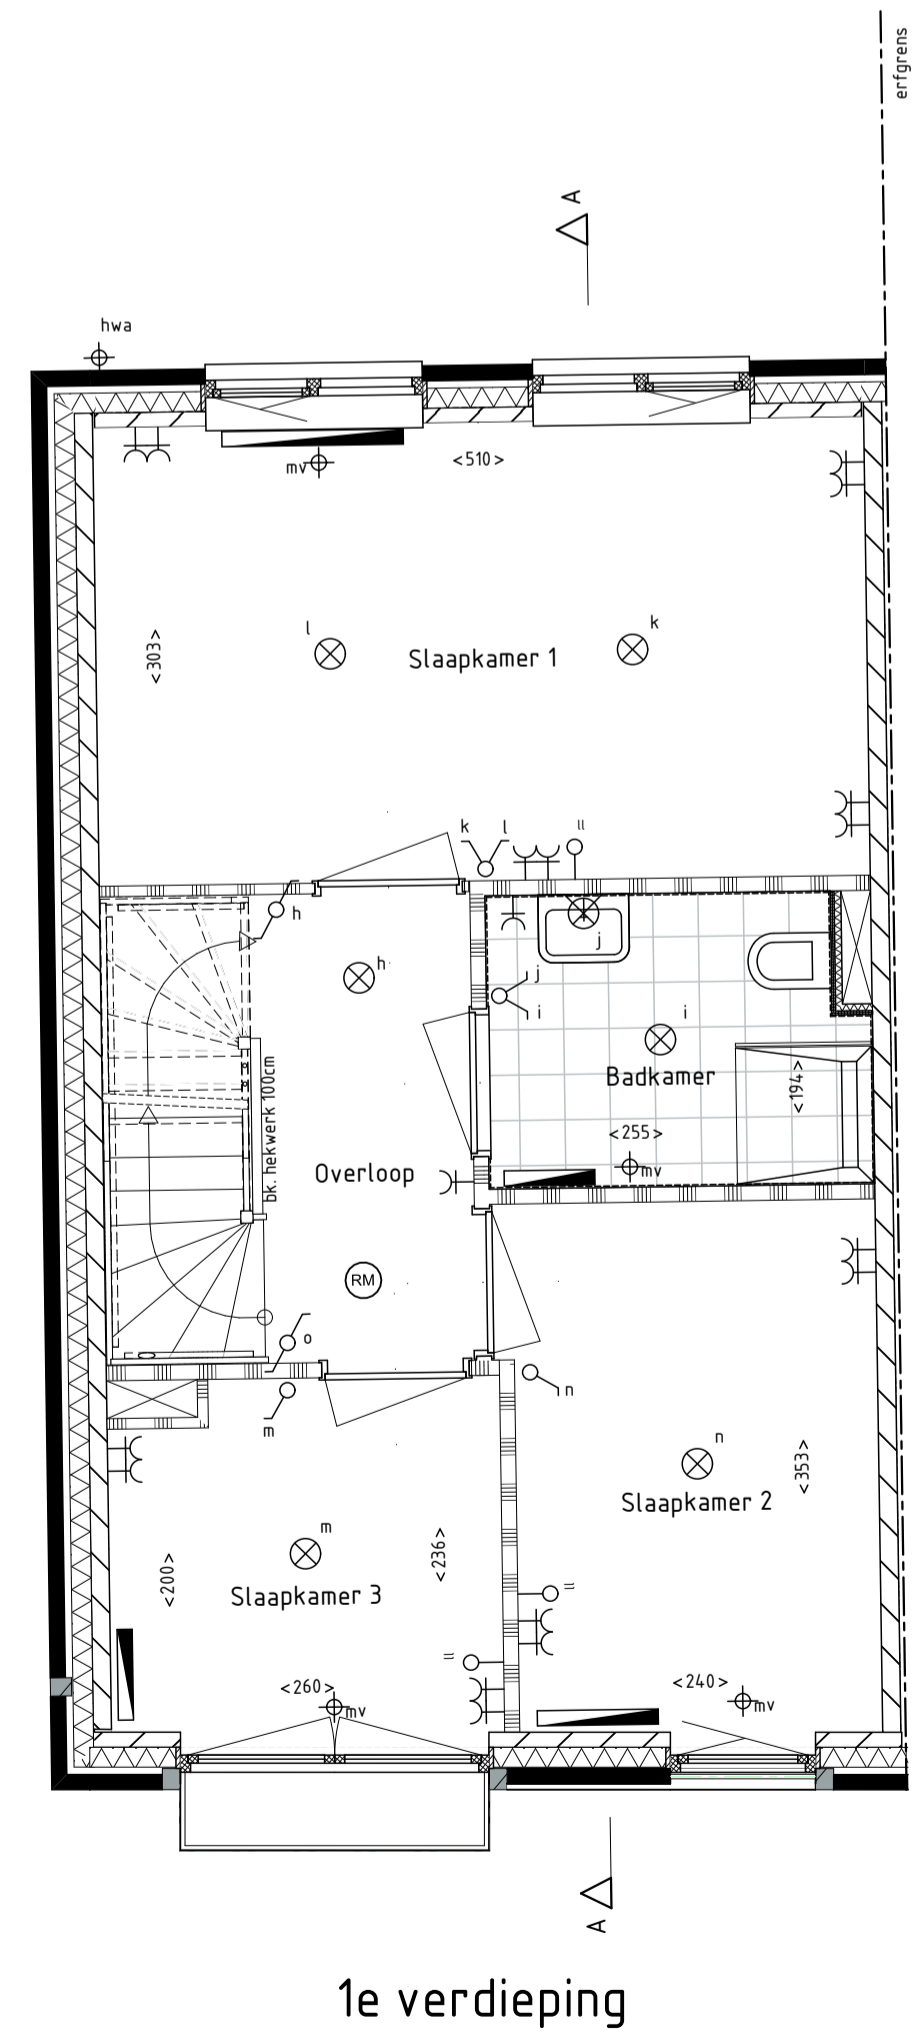 erfgrens
A
hwa
mv
<510>
l
k
<303>
Slaapkamer 1
k
l
h
h
j
j
i
i
Badkamer
<194>
<255>
mv
bk. hekwerk 100cm
Overloop
RM
o
m
n
n
<353>
Slaapkamer 2
m
<236>
<200>
Slaapkamer 3
<260>
mv
<240>
mv
A
1e verdieping